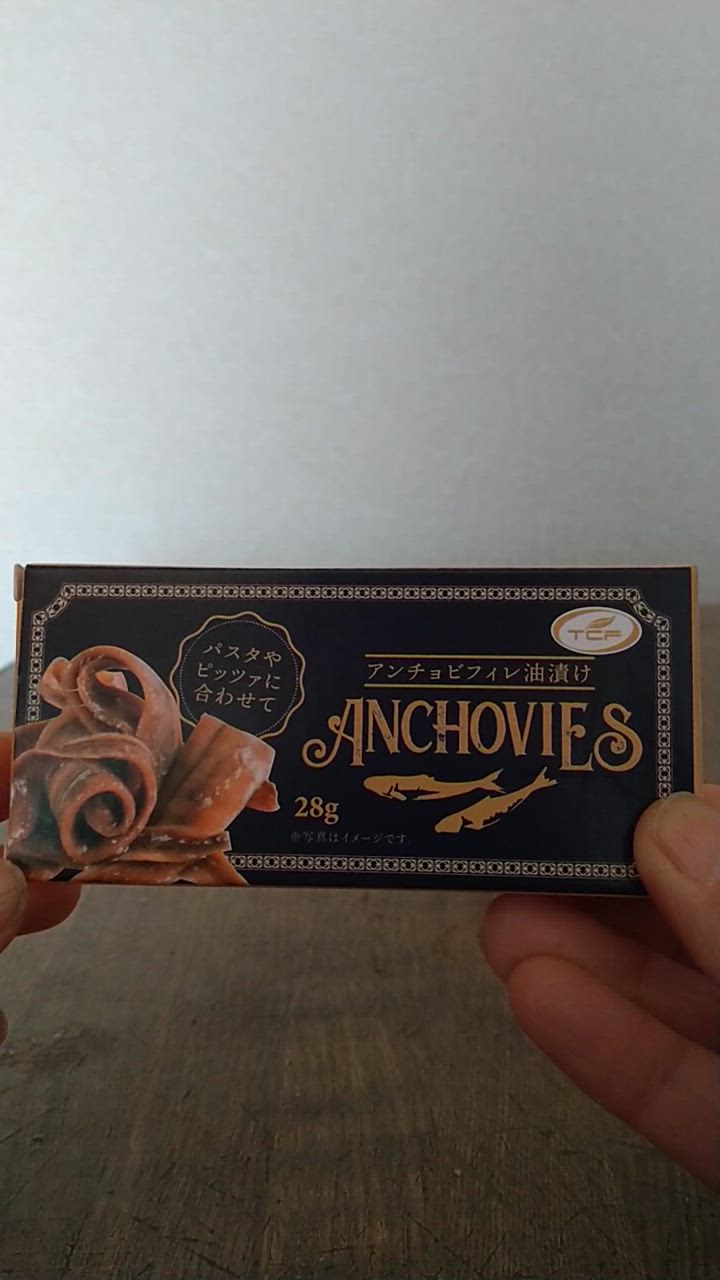 パスタや
ピッツァに
合わせて
TCF
アンチョビフィレ油漬け
ANCHOVIES
28g
※写真はイメージです。